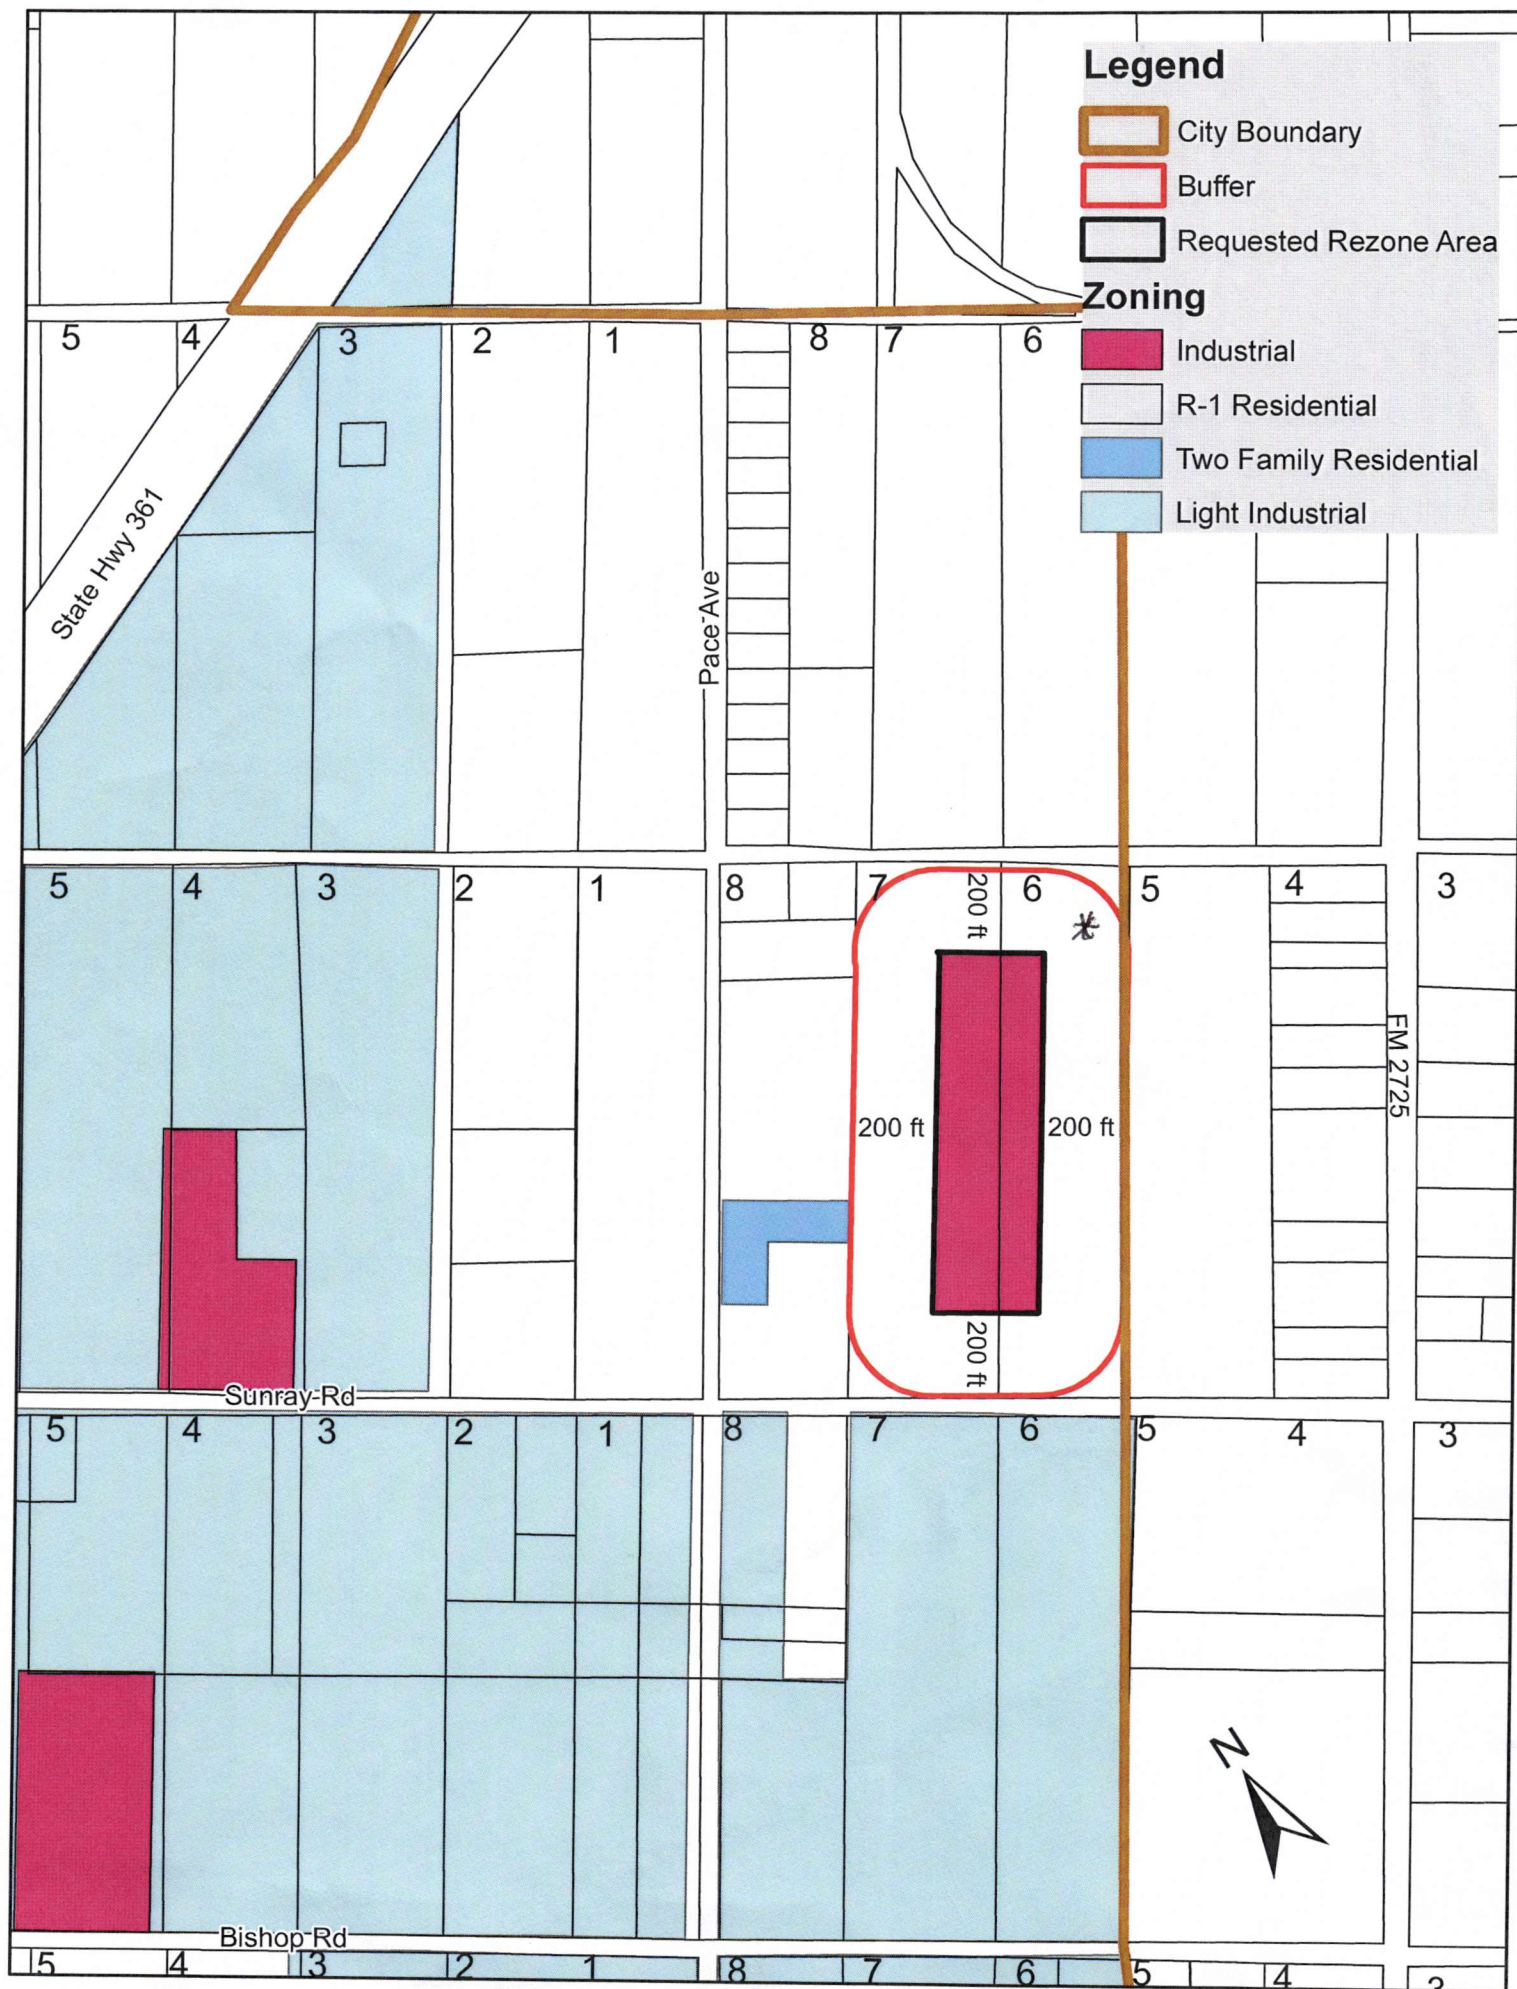 Legend
City Boundary
Buffer
Requested Rezone Area
Zoning
Industrial
R-1 Residential
Two Family Residential
Light Industrial
5 4 3 2 1 8 7 6
State Hwy 361
Pace Ave
5 4 3 2 1 8 7 6 5 4 3
200 ft
FM 2725
200 ft 200 ft
200 ft
Sunray Rd
5 4 3 2 1 8 7 6 5 4 3
N
Bishop Rd
5 4 3 2 1 8 7 6 5 4 3